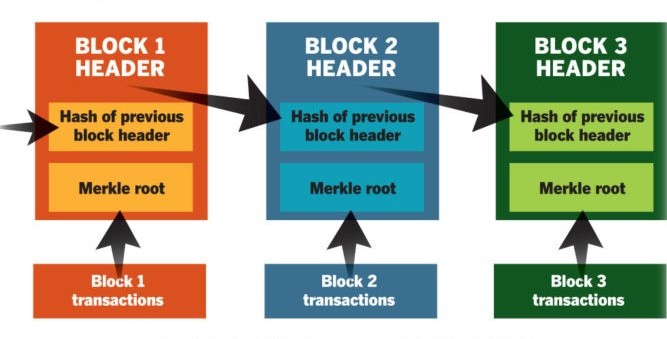 BLOCK 1
HEADER
Hash of previous
block header
Merkle root
Block 1
transactions
BLOCK 2
HEADER
Hash of previous
block header
Merkle root
Block 2
transactions
BLOCK 3
HEADER
Hash of previous
block header
Merkle root
Block 3
transactions